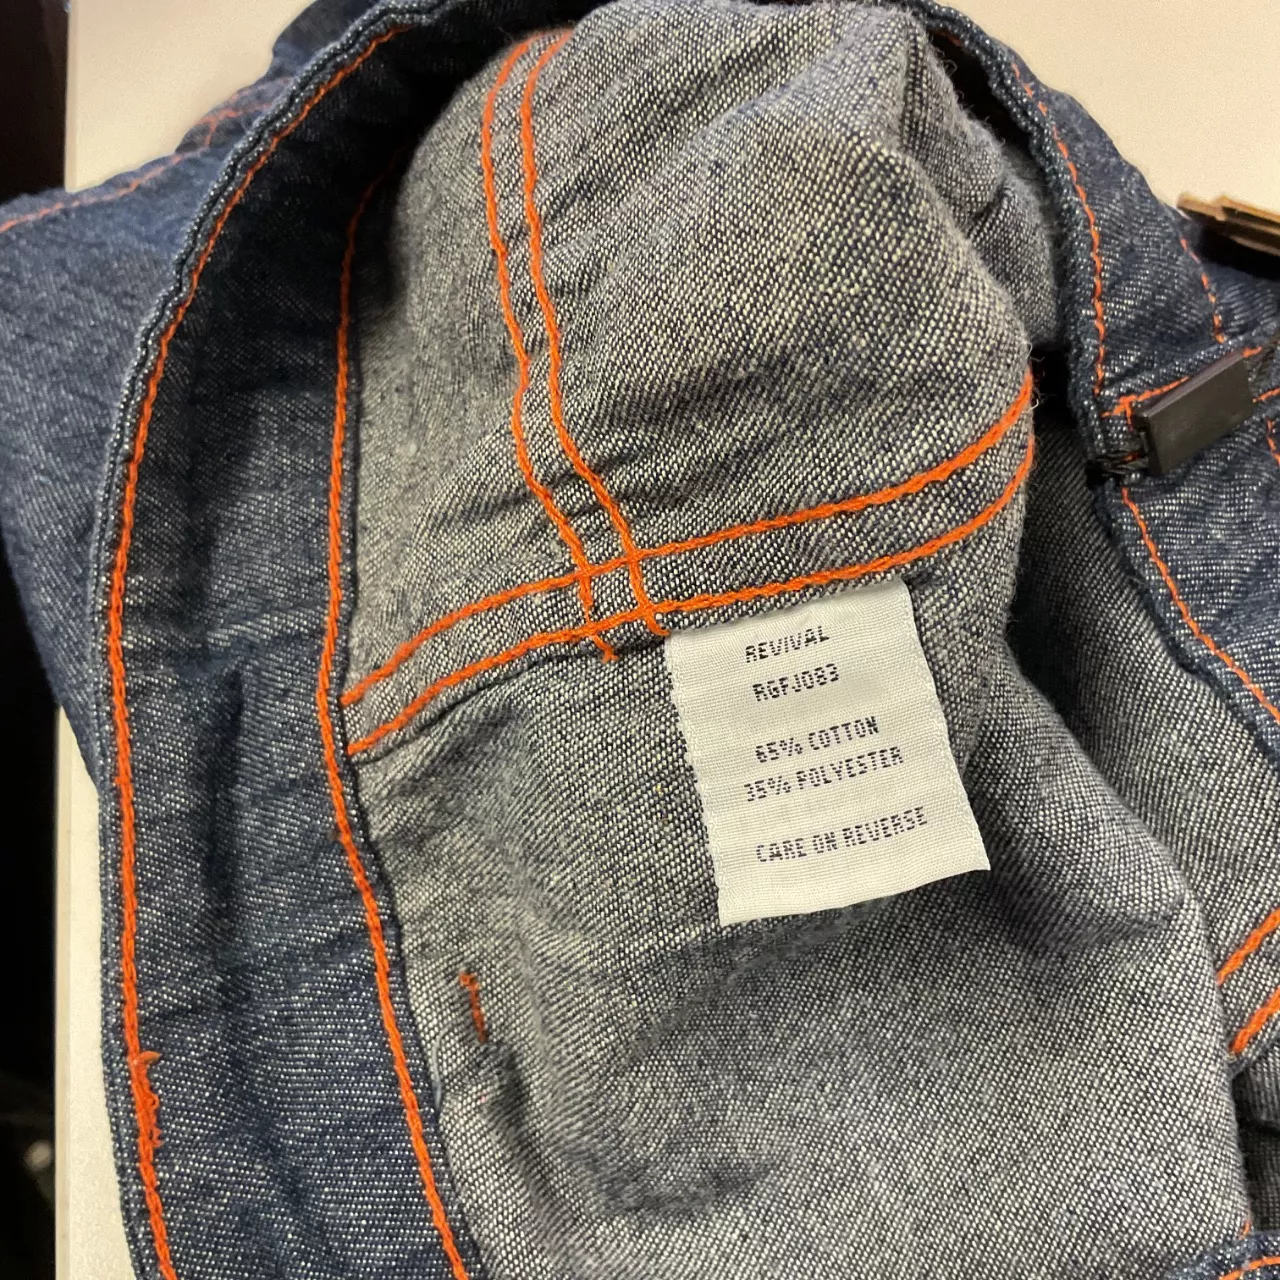 REVIVAL
RGFJ083
65% COTTON
35% POLYESTER
CARE ON REVERSE